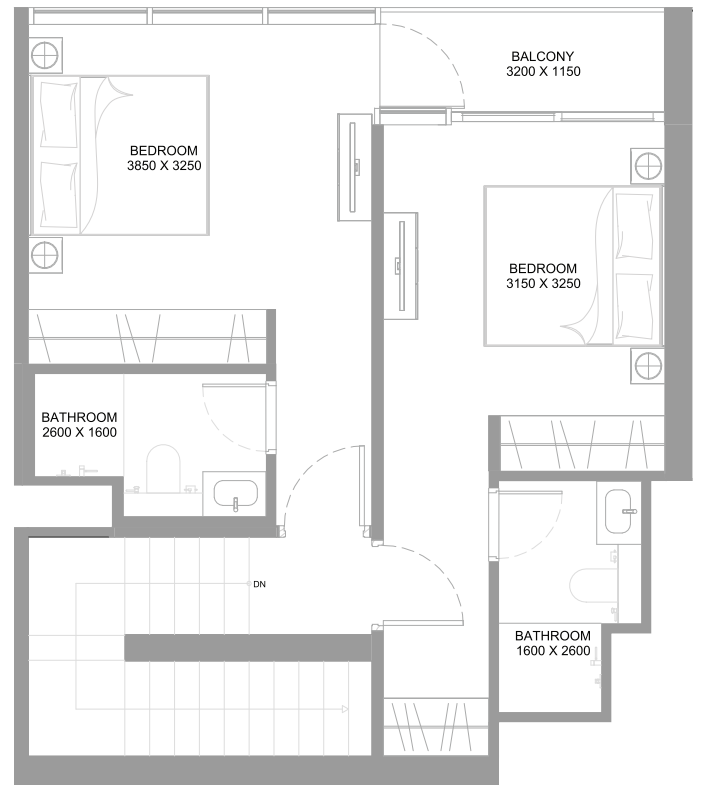 BALCONY
3200 X 1150
BEDROOM
3850 X 3250
BEDROOM
3150 X 3250
BATHROOM
2600 X 1600
DN
BATHROOM
1600 X 2600